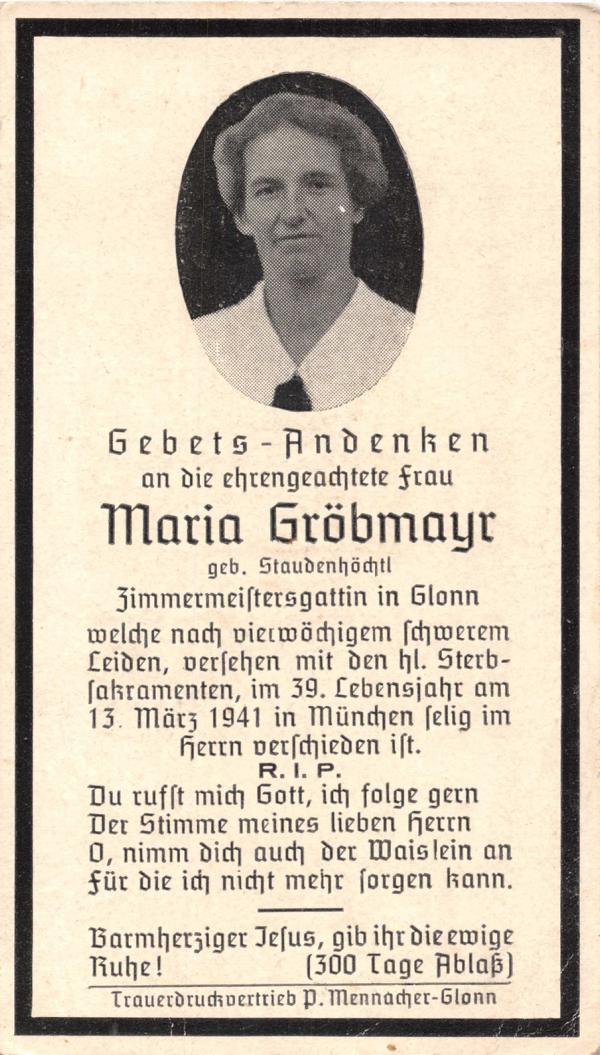 Gebets-Andenken
an die ehrengeachtete Frau
Maria Gröbmayr
geb. Staudenhöchtl
Zimmermeiſtersgattin in Glonn
welche nach vierwöchigem ſchwerem
Leiden, verſehen mit den hl. Sterb-
ſakramenten, im 39. Lebensjahr am
13. März 1941 in München ſelig im
Herrn verſchieden iſt.
R. I. P.
Du rufſt mich Gott, ich folge gern
Der Stimme meines lieben Herrn
O, nimm dich auch der Waislein an
Für die ich nicht mehr ſorgen kann.
Barmherziger Jeſus, gib ihr die ewige
Ruhe! (300 Tage Ablaß)
Trauerdruckvertrieb P. Mennacher-Glonn